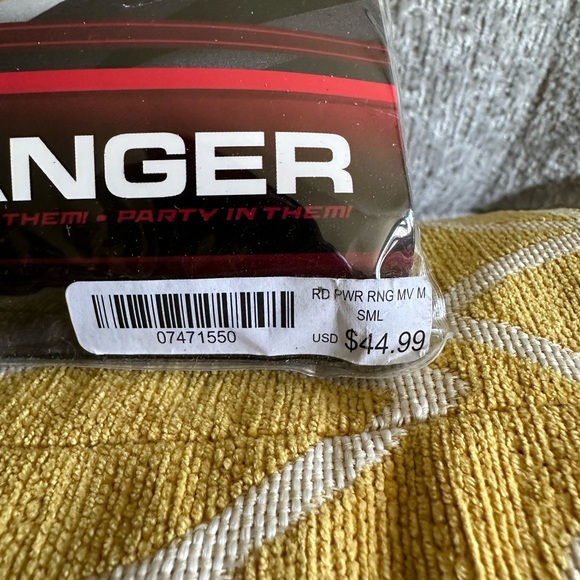 ANGER
THEM! • PARTY IN THEM!
RD PWR RNG MV M
SML
07471550
USD $44.99